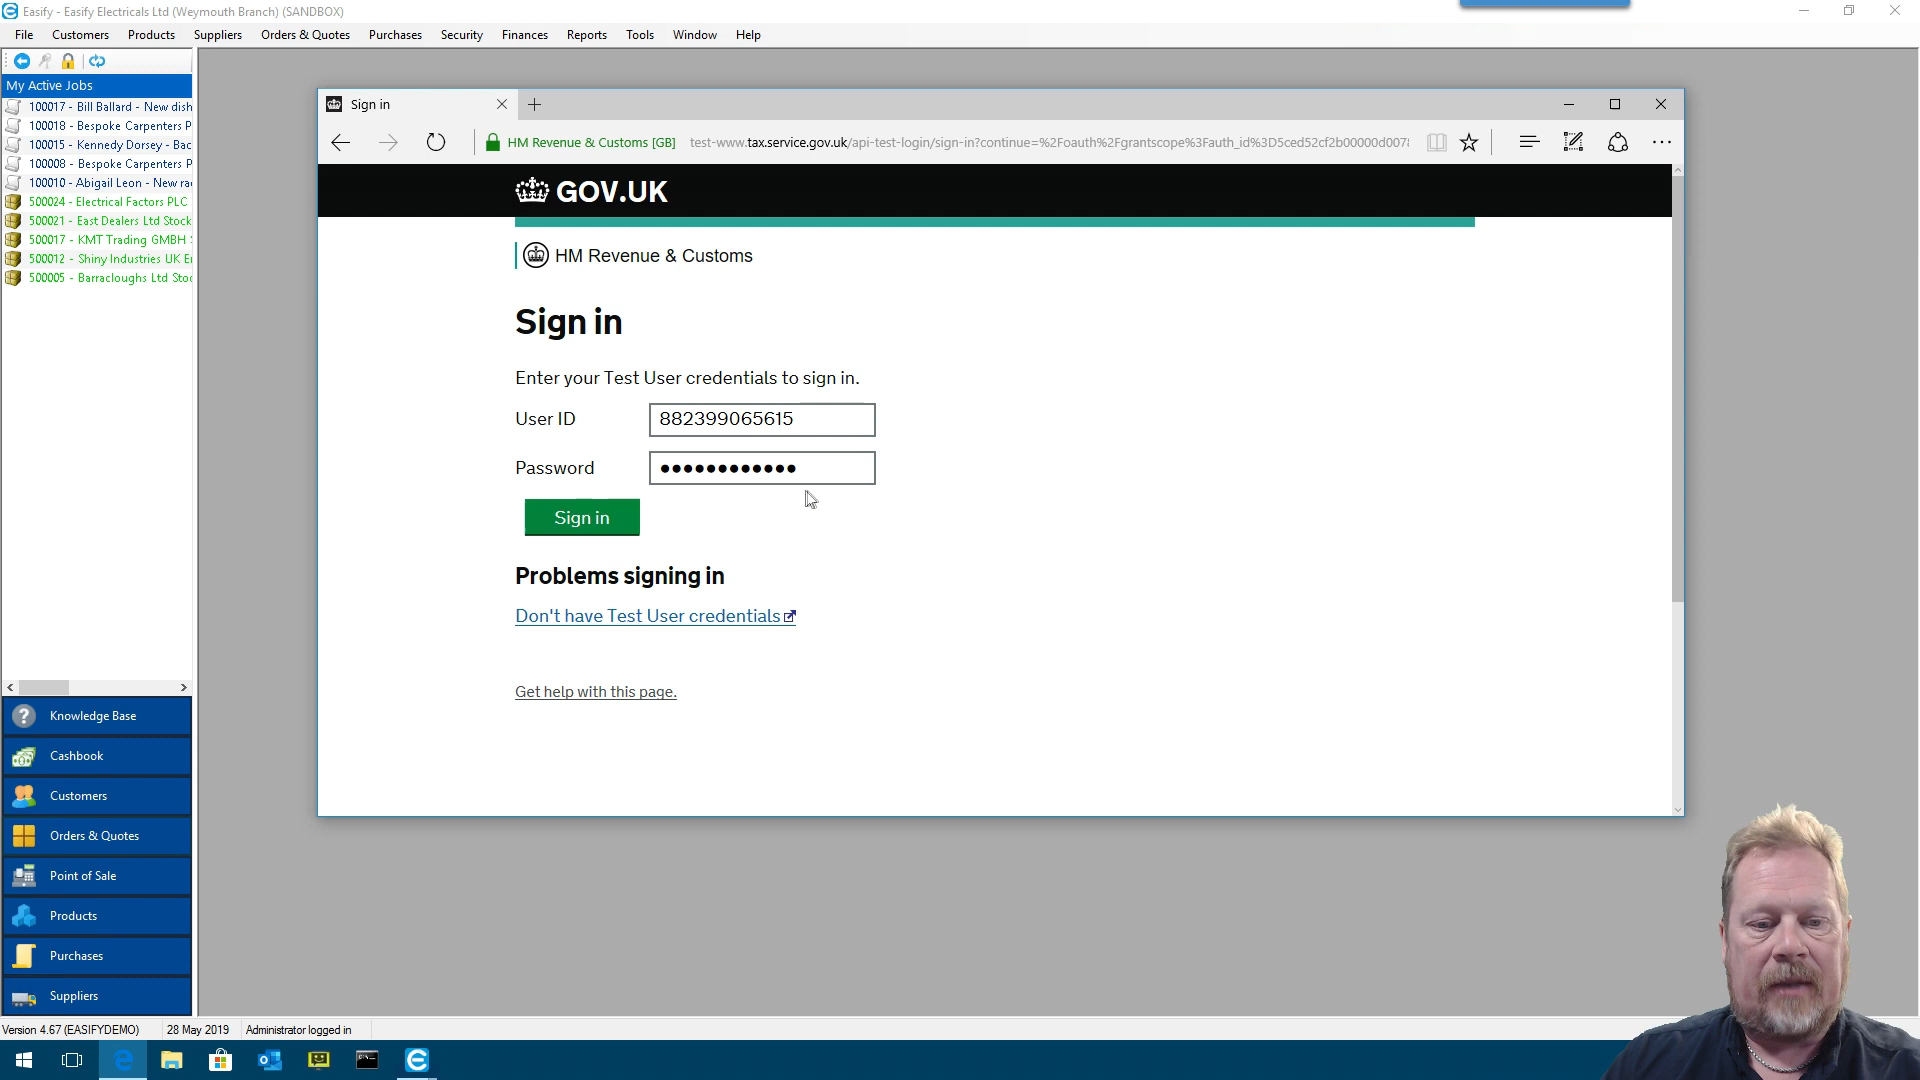 Easify - Easify Electricals Ltd (Weymouth Branch) (SANDBOX)
File Customers Products Suppliers Orders & Quotes Purchases Security Finances Reports Tools Window Help
My Active Jobs
100017 - Bill Ballard - New dish
100018 - Bespoke Carpenters P
100015 - Kennedy Dorsey - Bac
100008 - Bespoke Carpenters P
100010 - Abigail Leon - New ra
500024 - Electrical Factors PLC
500021 - East Dealers Ltd Stock
500017 - KMT Trading GMBH
500012 - Shiny Industries UK E
500005 - Barracloughs Ltd Sto
Knowledge Base
Cashbook
Customers
Orders & Quotes
Point of Sale
Products
Purchases
Suppliers
Sign in
HM Revenue & Customs [GB] test-www.tax.service.gov.uk/api-test-login/sign-in?continue=%2Foauth%2Fgrantscope%3Fauth_id%3D5ced52cf2b00000d007
GOV.UK
HM Revenue & Customs
Sign in
Enter your Test User credentials to sign in.
User ID 882399065615
Password ●●●●●●●●●●●●
Sign in
Problems signing in
Don't have Test User credentials
Get help with this page.
Version 4.67 (EASIFYDEMO) 28 May 2019 Administrator logged in